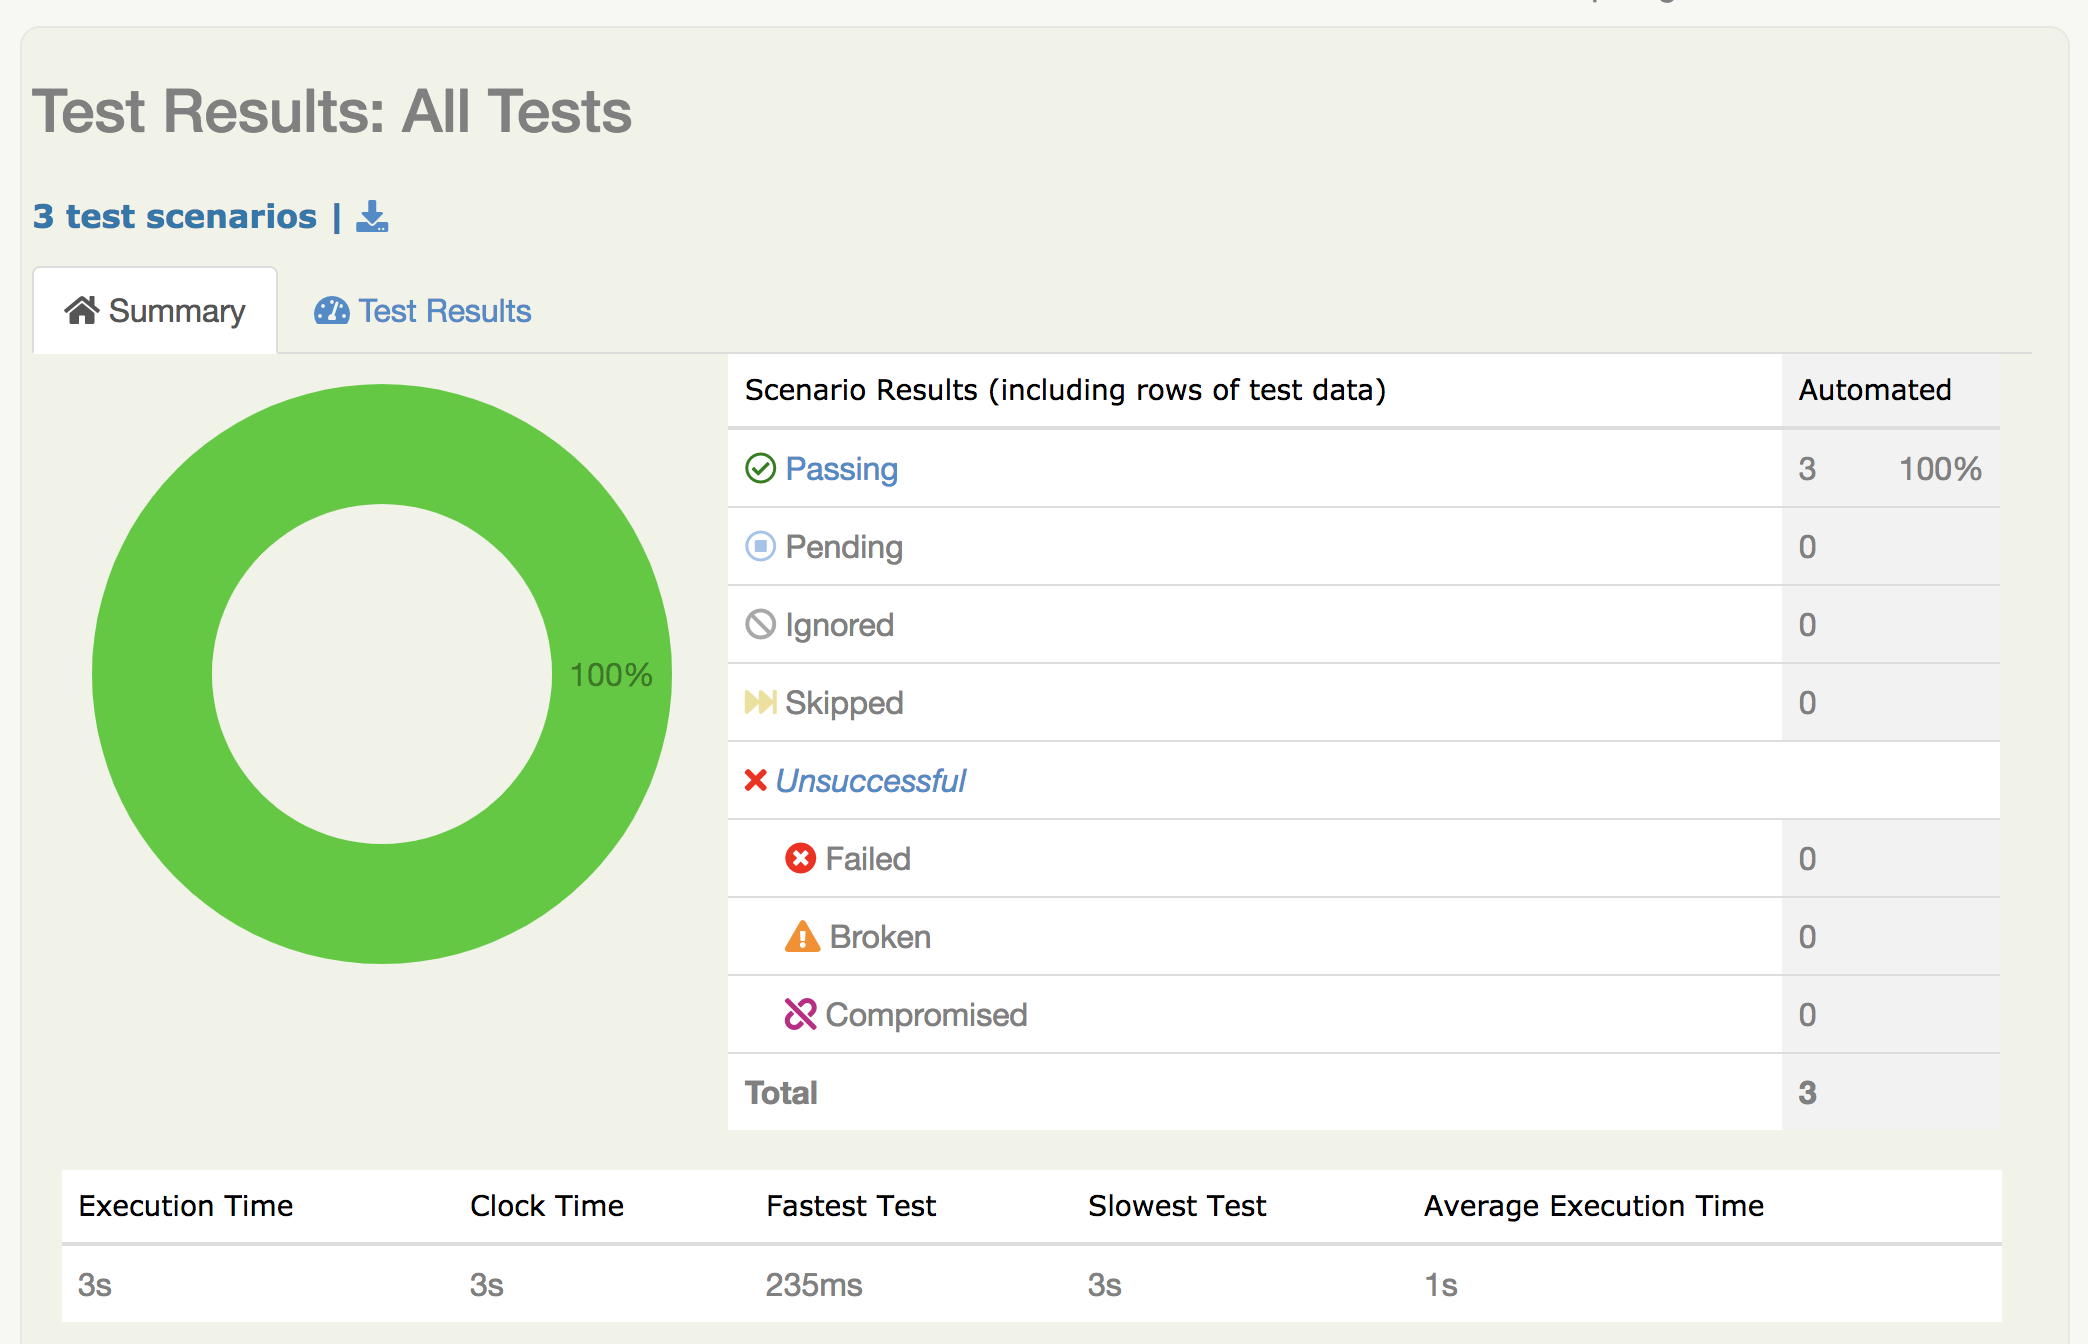 Test Results: All Tests
3 test scenarios |
Summary Test Results
100%
Scenario Results (including rows of test data) Automated
Passing 3 100%
Pending 0
Ignored 0
Skipped 0
Unsuccessful
Failed 0
Broken 0
Compromised 0
Total 3
Execution Time Clock Time Fastest Test Slowest Test Average Execution Time
3s 3s 235ms 3s 1s